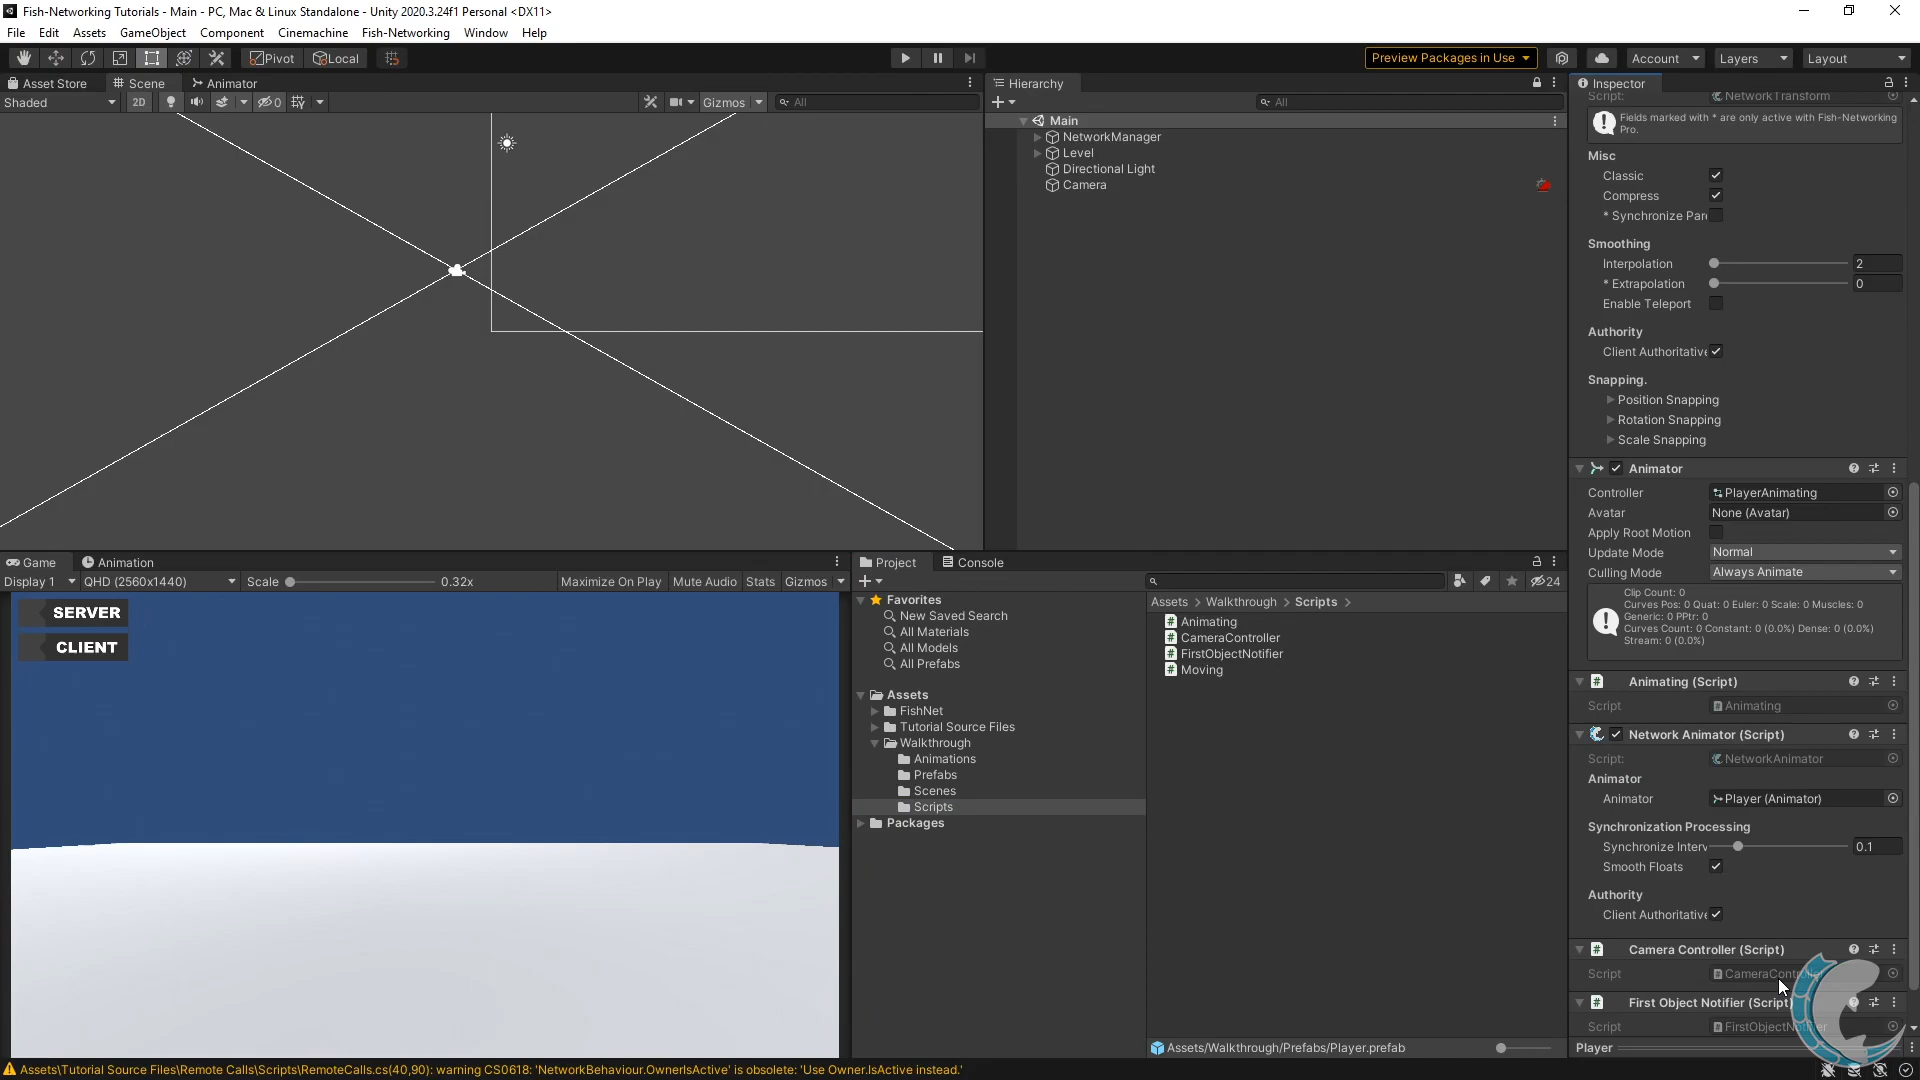 Fish-Networking Tutorials - Main - PC, Mac & Linux Standalone - Unity 2020.3.24f1 Personal <DX11>
File Edit Assets GameObject Component Cinemachine Fish-Networking Window Help
Pivot Local Preview Packages in Use Account Layers Layout
Asset Store Scene Animator
Shaded 2D 0 Gizmos All
SERVER
CLIENT
Game Animation
Display 1 QHD (2560x1440) Scale 0.32x Maximize On Play Mute Audio Stats Gizmos
Hierarchy
All
Main
NetworkManager
Level
Directional Light
Camera
Project Console
24
Favorites
New Saved Search
All Materials
All Models
All Prefabs
Assets
FishNet
Tutorial Source Files
Walkthrough
Animations
Prefabs
Scenes
Scripts
Packages
Assets > Walkthrough > Scripts >
Animating
CameraController
FirstObjectNotifier
Moving
Assets/Walkthrough/Prefabs/Player.prefab
Inspector
Script: NetworkTransform
Fields marked with * are only active with Fish-Networking
Pro.
Misc
Classic
Compress
* Synchronize Par
Smoothing
Interpolation 2
* Extrapolation 0
Enable Teleport
Authority
Client Authoritative
Snapping.
Position Snapping
Rotation Snapping
Scale Snapping
Animator
Controller PlayerAnimating
Avatar None (Avatar)
Apply Root Motion
Update Mode Normal
Culling Mode Always Animate
Clip Count: 0
Curves Pos: 0 Quat: 0 Euler: 0 Scale: 0 Muscles: 0
Generic: 0 PPtr: 0
Curves Count: 0 Constant: 0 (0.0%) Dense: 0 (0.0%)
Stream: 0 (0.0%)
Animating (Script)
Script Animating
Network Animator (Script)
Script: NetworkAnimator
Animator
Animator Player (Animator)
Synchronization Processing
Synchronize Interv 0.1
Smooth Floats
Authority
Client Authoritative
Camera Controller (Script)
Script CameraController
First Object Notifier (Script)
Script FirstObjectNotifier
Player
Assets\Tutorial Source Files\Remote Calls\Scripts\RemoteCalls.cs(40,90): warning CS0618: 'NetworkBehaviour.OwnerIsActive' is obsolete: 'Use Owner.IsActive instead.'